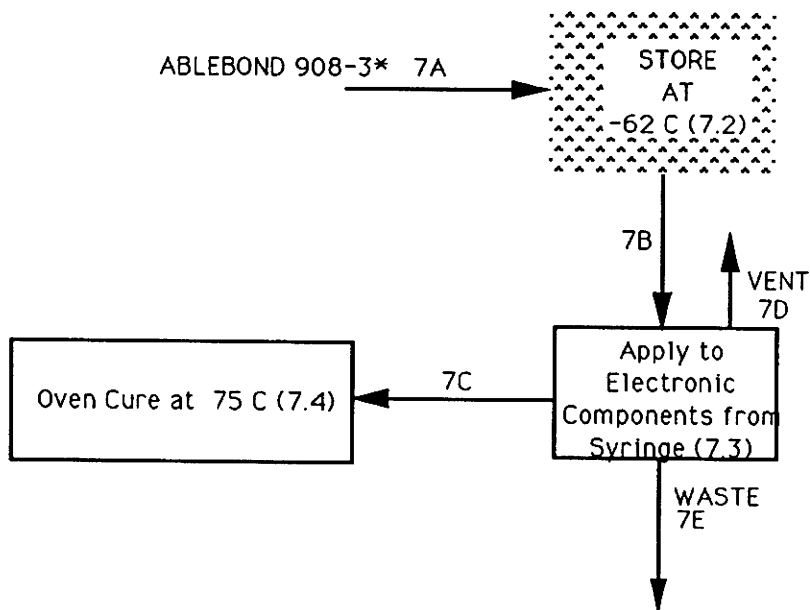 ABLEBOND 908-3* 7A
STORE
AT
-62 C (7.2)
7B
VENT
7D
Apply to
Electronic
Components from
Syringe (7.3)
7C
Oven Cure at 75 C (7.4)
WASTE
7E